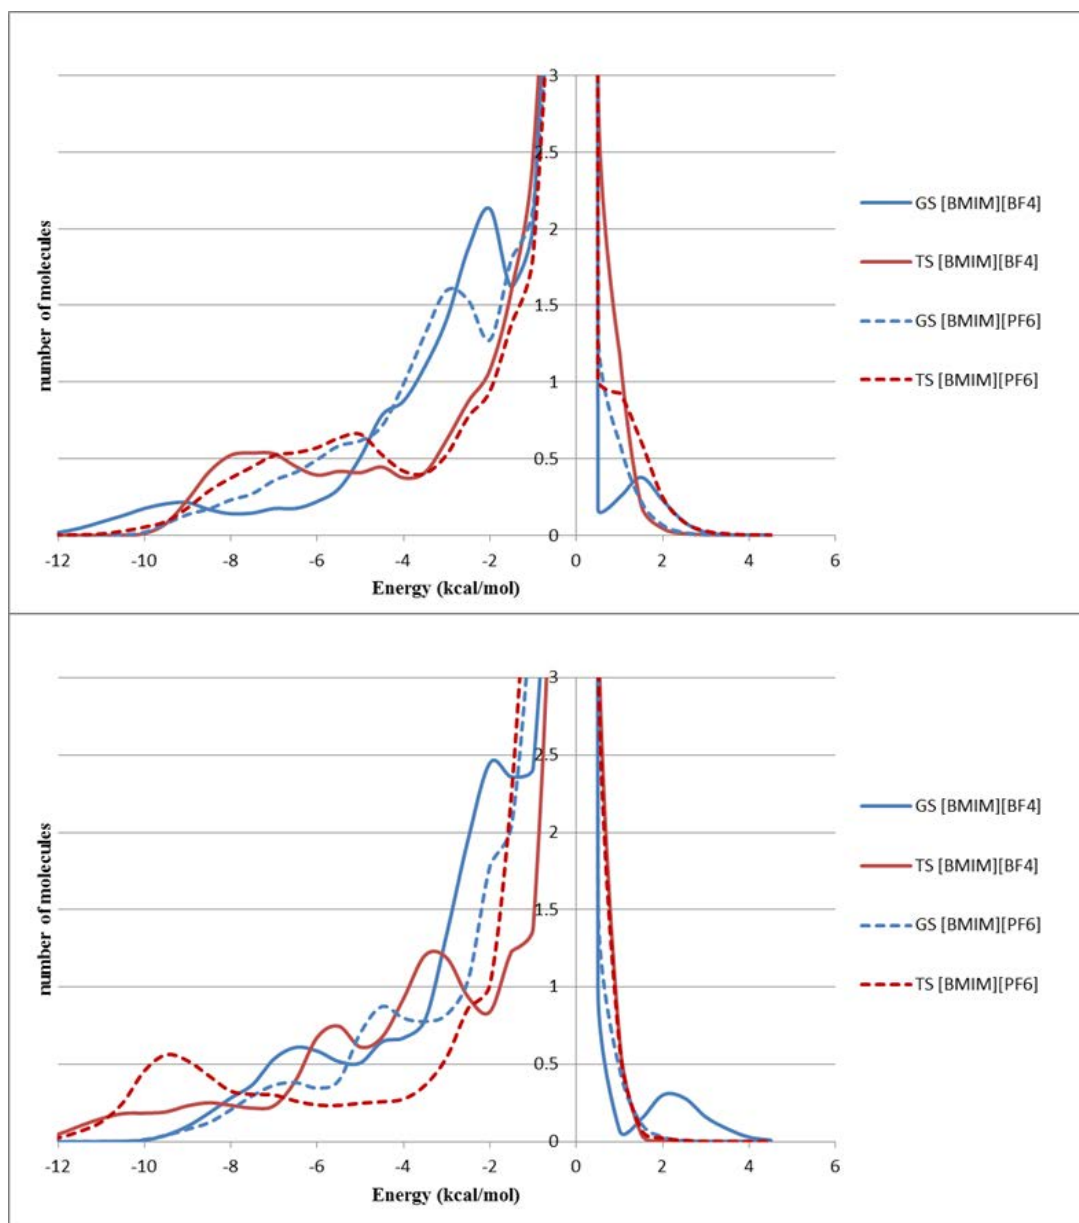 3
2.5
2
1.5
1
0.5
0
number of molecules
-12 -10 -8 -6 -4 -2 0 2 4 6
Energy (kcal/mol)
GS [BMIM][BF4]
TS [BMIM][BF4]
GS [BMIM][PF6]
TS [BMIM][PF6]
3
2.5
2
1.5
1
0.5
0
number of molecules
-12 -10 -8 -6 -4 -2 0 2 4 6
Energy (kcal/mol)
GS [BMIM][BF4]
TS [BMIM][BF4]
GS [BMIM][PF6]
TS [BMIM][PF6]